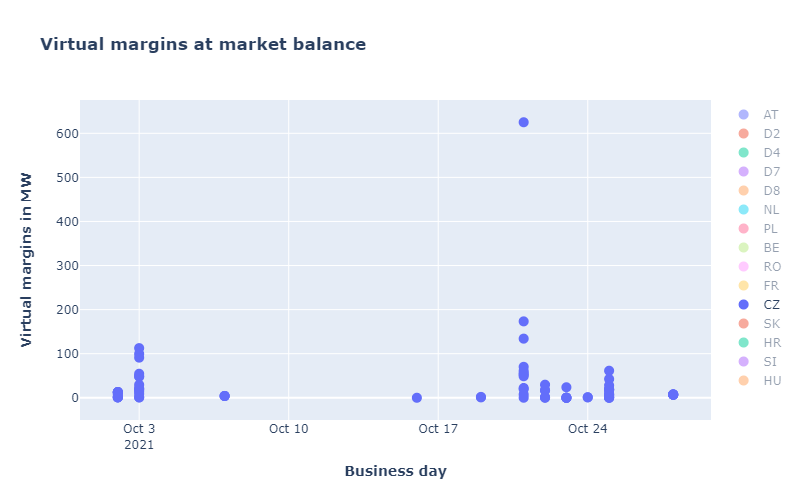 Virtual margins at market balance
Virtual margins in MW
600
500
400
300
200
100
0
Oct 3
2021
Oct 10
Oct 17
Oct 24
Business day
AT
D2
D4
D7
D8
NL
PL
BE
RO
FR
CZ
SK
HR
SI
HU